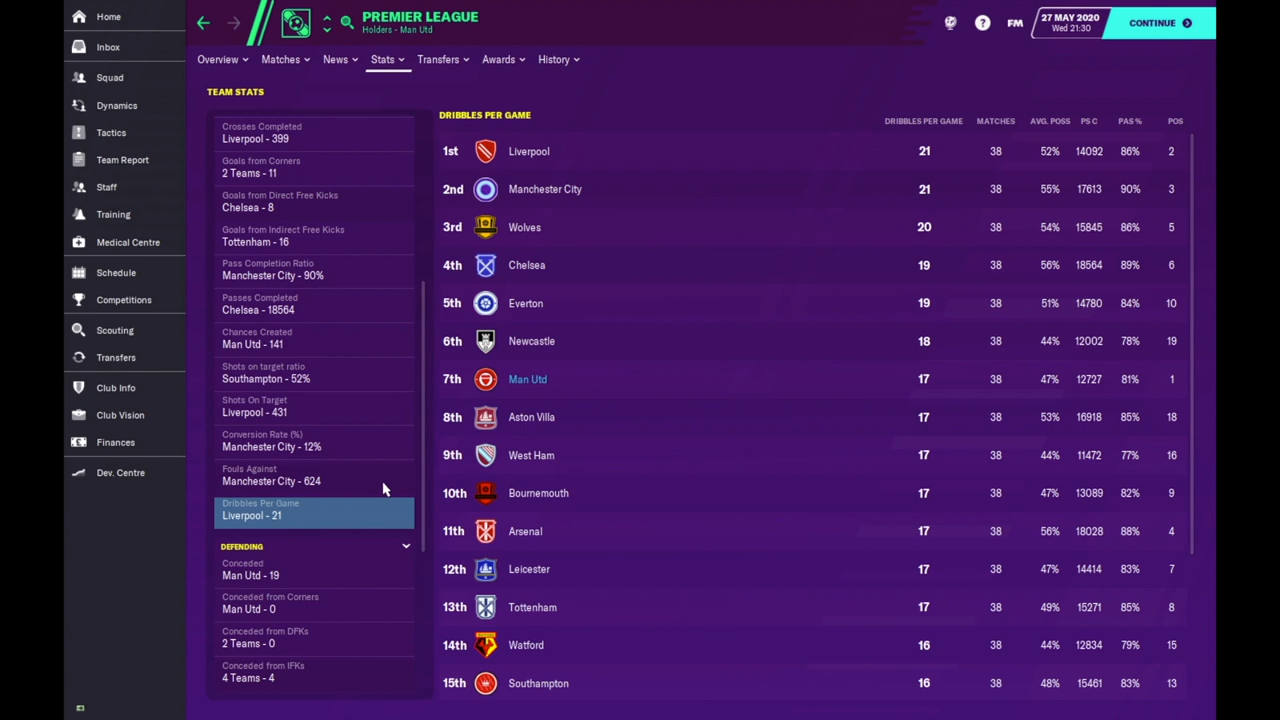 Home
Inbox
Squad
Dynamics
Tactics
Team Report
Staff
Training
Medical Centre
Schedule
Competitions
Scouting
Transfers
Club Info
Club Vision
Finances
Dev. Centre
PREMIER LEAGUE
Holders - Man Utd
FM
27 MAY 2020
Wed 21:30
CONTINUE
Overview Matches News Stats Transfers Awards History
TEAM STATS
Crosses Completed
Liverpool - 399
Goals from Corners
2 Teams - 11
Goals from Direct Free Kicks
Chelsea - 8
Goals from Indirect Free Kicks
Tottenham - 16
Pass Completion Ratio
Manchester City - 90%
Passes Completed
Chelsea - 18564
Chances Created
Man Utd - 141
Shots on target ratio
Southampton - 52%
Shots On Target
Liverpool - 431
Conversion Rate (%)
Manchester City - 12%
Fouls Against
Manchester City - 624
Dribbles Per Game
Liverpool - 21
DEFENDING
Conceded
Man Utd - 19
Conceded from Corners
Man Utd - 0
Conceded from DFKs
2 Teams - 0
Conceded from IFKs
4 Teams - 4
DRIBBLES PER GAME
DRIBBLES PER GAME MATCHES AVG. POSS PS C PAS % POS
1st Liverpool 21 38 52% 14092 86% 2
2nd Manchester City 21 38 55% 17613 90% 3
3rd Wolves 20 38 54% 15845 86% 5
4th Chelsea 19 38 56% 18564 89% 6
5th Everton 19 38 51% 14780 84% 10
6th Newcastle 18 38 44% 12002 78% 19
7th Man Utd 17 38 47% 12727 81% 1
8th Aston Villa 17 38 53% 16918 85% 18
9th West Ham 17 38 44% 11472 77% 16
10th Bournemouth 17 38 47% 13089 82% 9
11th Arsenal 17 38 56% 18028 88% 4
12th Leicester 17 38 47% 14414 83% 7
13th Tottenham 17 38 49% 15271 85% 8
14th Watford 16 38 44% 12834 79% 15
15th Southampton 16 38 48% 15461 83% 13